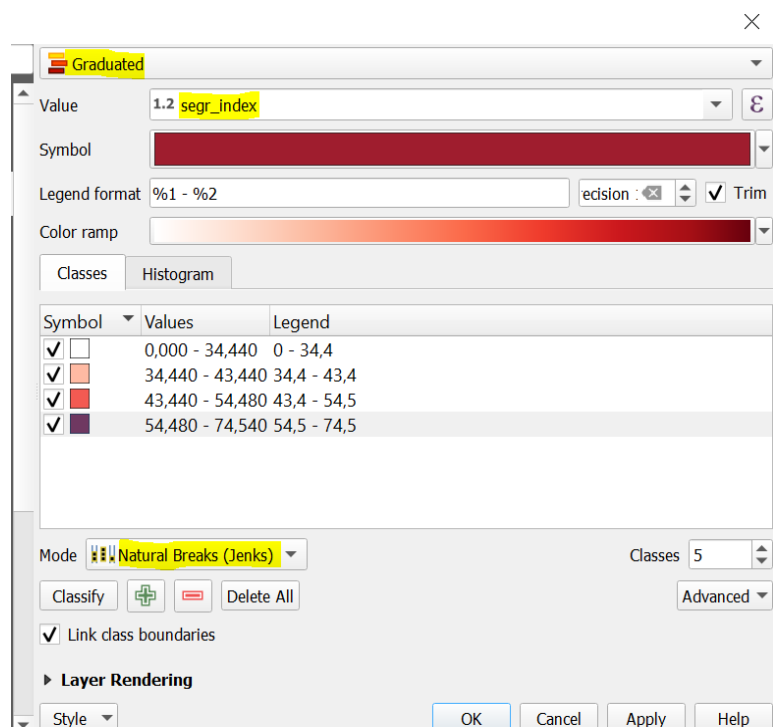 Graduated
Value 1.2 segr_index ε
Symbol
Legend format %1 - %2 recision : Trim
Color ramp
Classes Histogram
Symbol Values Legend
0,000 - 34,440 0 - 34,4
34,440 - 43,440 34,4 - 43,4
43,440 - 54,480 43,4 - 54,5
54,480 - 74,540 54,5 - 74,5
Mode Natural Breaks (Jenks) Classes 5
Classify Delete All Advanced
Link class boundaries
Layer Rendering
Style OK Cancel Apply Help